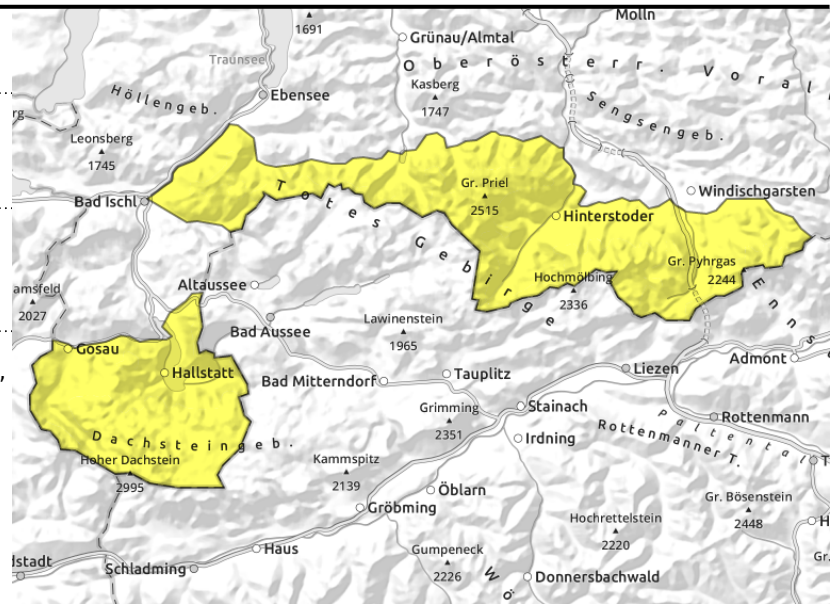 Molln
1691
Grünau/Almtal
Traunsee
Oberösterr. Voral
Kasberg
1747
Höllengeb.
Ebensee
Sengsengeb.
rg
Leonsberg
1745
Gr. Priel
2515
Windischgarsten
Bad Ischl
Totes Gebirge
Hinterstoder
Gr. Pyhrgas
2244
Altaussee
Hochmölbing
2336
Enns
amsfeld
2027
Lawinenstein
1965
Bad Aussee
Gosau
Admont
Hallstatt
Liezen
Bad Mitterndorf
Tauplitz
,
Grimming
2351
Stainach
Rottenmann
Paltental
Irdning
Rottenmanner T.
Dachsteingeb.
Hoher Dachstein
2995
Kammspitz
2139
T
Öblarn
Gr. Bösenstein
2448
Gröbming
Hochrettelstein
2220
H
Haus
Gumpeneck
2226
Gr.
dstadt
Schladming
Wö
Donnersbachwald